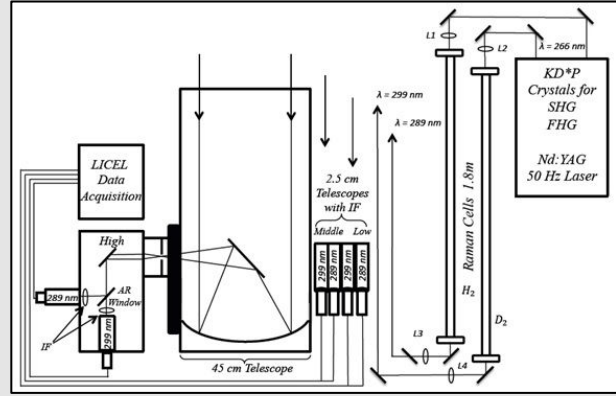 L1
L2
λ = 266 nm
KD*P
Crystals for
SHG
FHG
Nd:YAG
50 Hz Laser
λ = 299 nm
λ = 289 nm
Raman Cells 1.8m
H2
D2
L3
L4
LICEL
Data
Acquisition
2.5 cm
Telescopes
with IF
Middle
Low
299 nm
289 nm
299 nm
289 nm
High
289 nm
AR
Window
IF
299 nm
45 cm Telescope